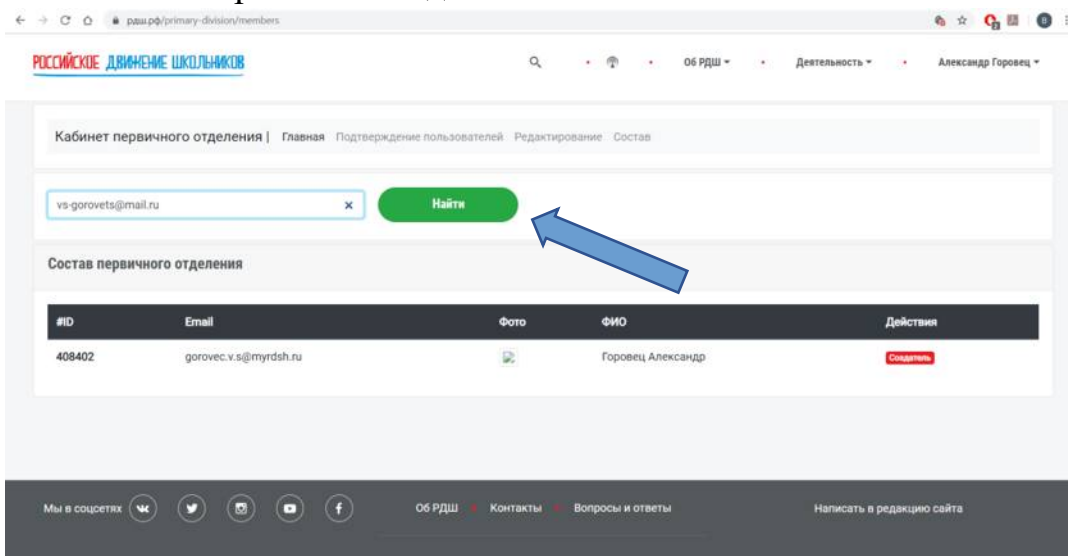 рдш.рф/primary-division/members
РОССИЙСКОЕ ДВИЖЕНИЕ ШКОЛЬНИКОВ
Об РДШ
Деятельность
Александр Горовец
Кабинет первичного отделения | Главная Подтверждение пользователей Редактирование Состав
vs-gorovets@mail.ru × Найти
Состав первичного отделения
#ID Email Фото ФИО Действия
408402 gorovec.v.s@myrdsh.ru Горовец Александр Создатель
Мы в соцсетях Об РДШ Контакты Вопросы и ответы Написать в редакцию сайта